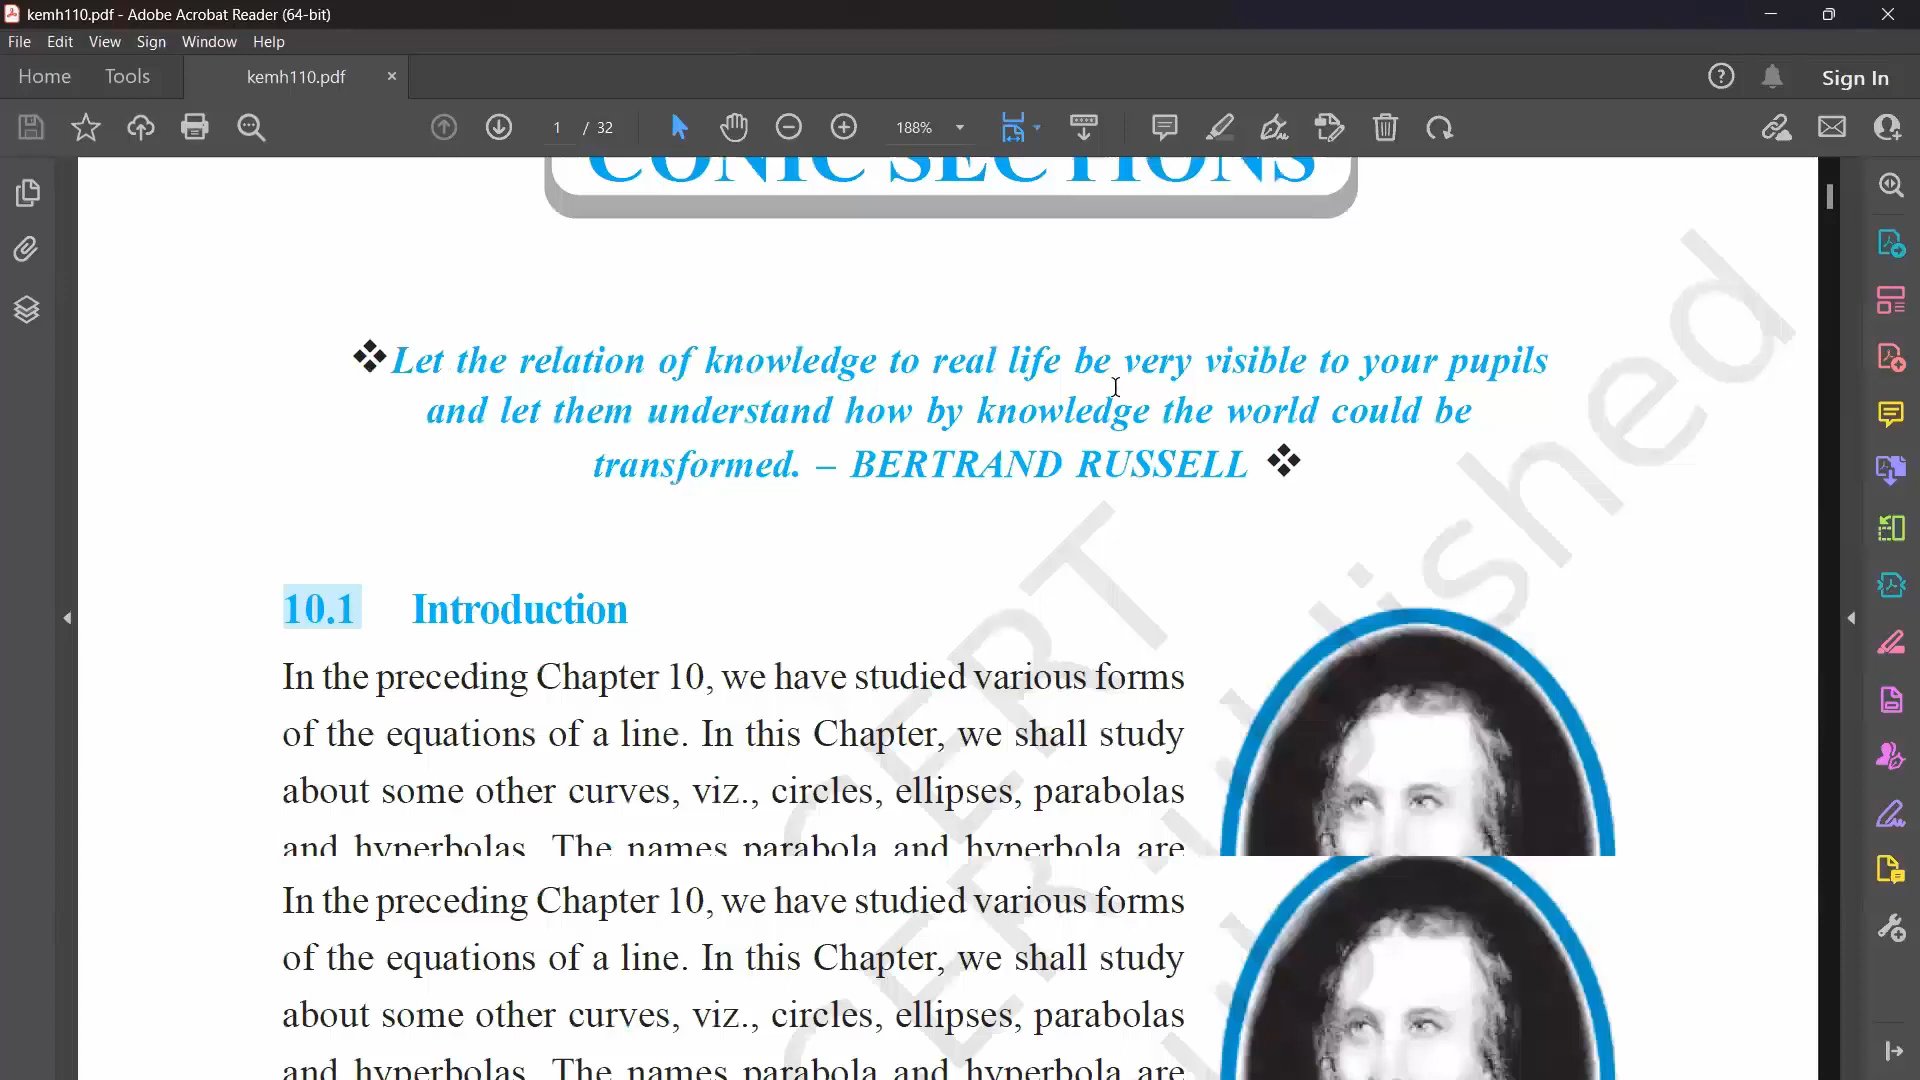 kemh110.pdf - Adobe Acrobat Reader (64-bit)
File Edit View Sign Window Help
Home Tools kemh110.pdf × Sign In
1 / 32 188%
CONIC SECTIONS
❖Let the relation of knowledge to real life be very visible to your pupils
and let them understand how by knowledge the world could be
transformed. – BERTRAND RUSSELL ❖
10.1 Introduction
In the preceding Chapter 10, we have studied various forms
of the equations of a line. In this Chapter, we shall study
about some other curves, viz., circles, ellipses, parabolas
and hyperbolas. The names parabola and hyperbola are
In the preceding Chapter 10, we have studied various forms
of the equations of a line. In this Chapter, we shall study
about some other curves, viz., circles, ellipses, parabolas
and hyperbolas. The names parabola and hyperbola are